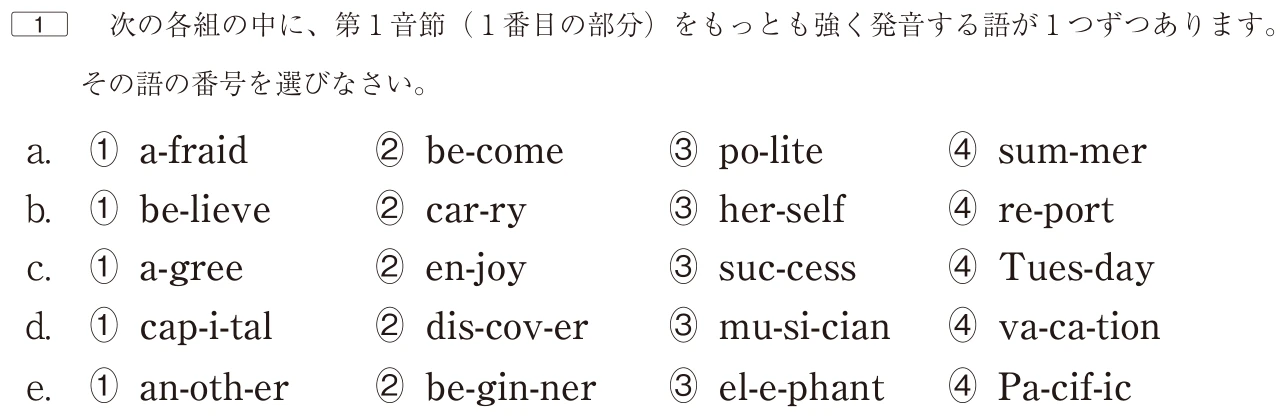 1 次の各組の中に、第1音節(1番目の部分)をもっとも強く発音する語が1つずつあります。
その語の番号を選びなさい。
a. ① a-fraid ② be-come ③ po-lite ④ sum-mer
b. ① be-lieve ② car-ry ③ her-self ④ re-port
c. ① a-gree ② en-joy ③ suc-cess ④ Tues-day
d. ① cap-i-tal ② dis-cov-er ③ mu-si-cian ④ va-ca-tion
e. ① an-oth-er ② be-gin-ner ③ el-e-phant ④ Pa-cif-ic